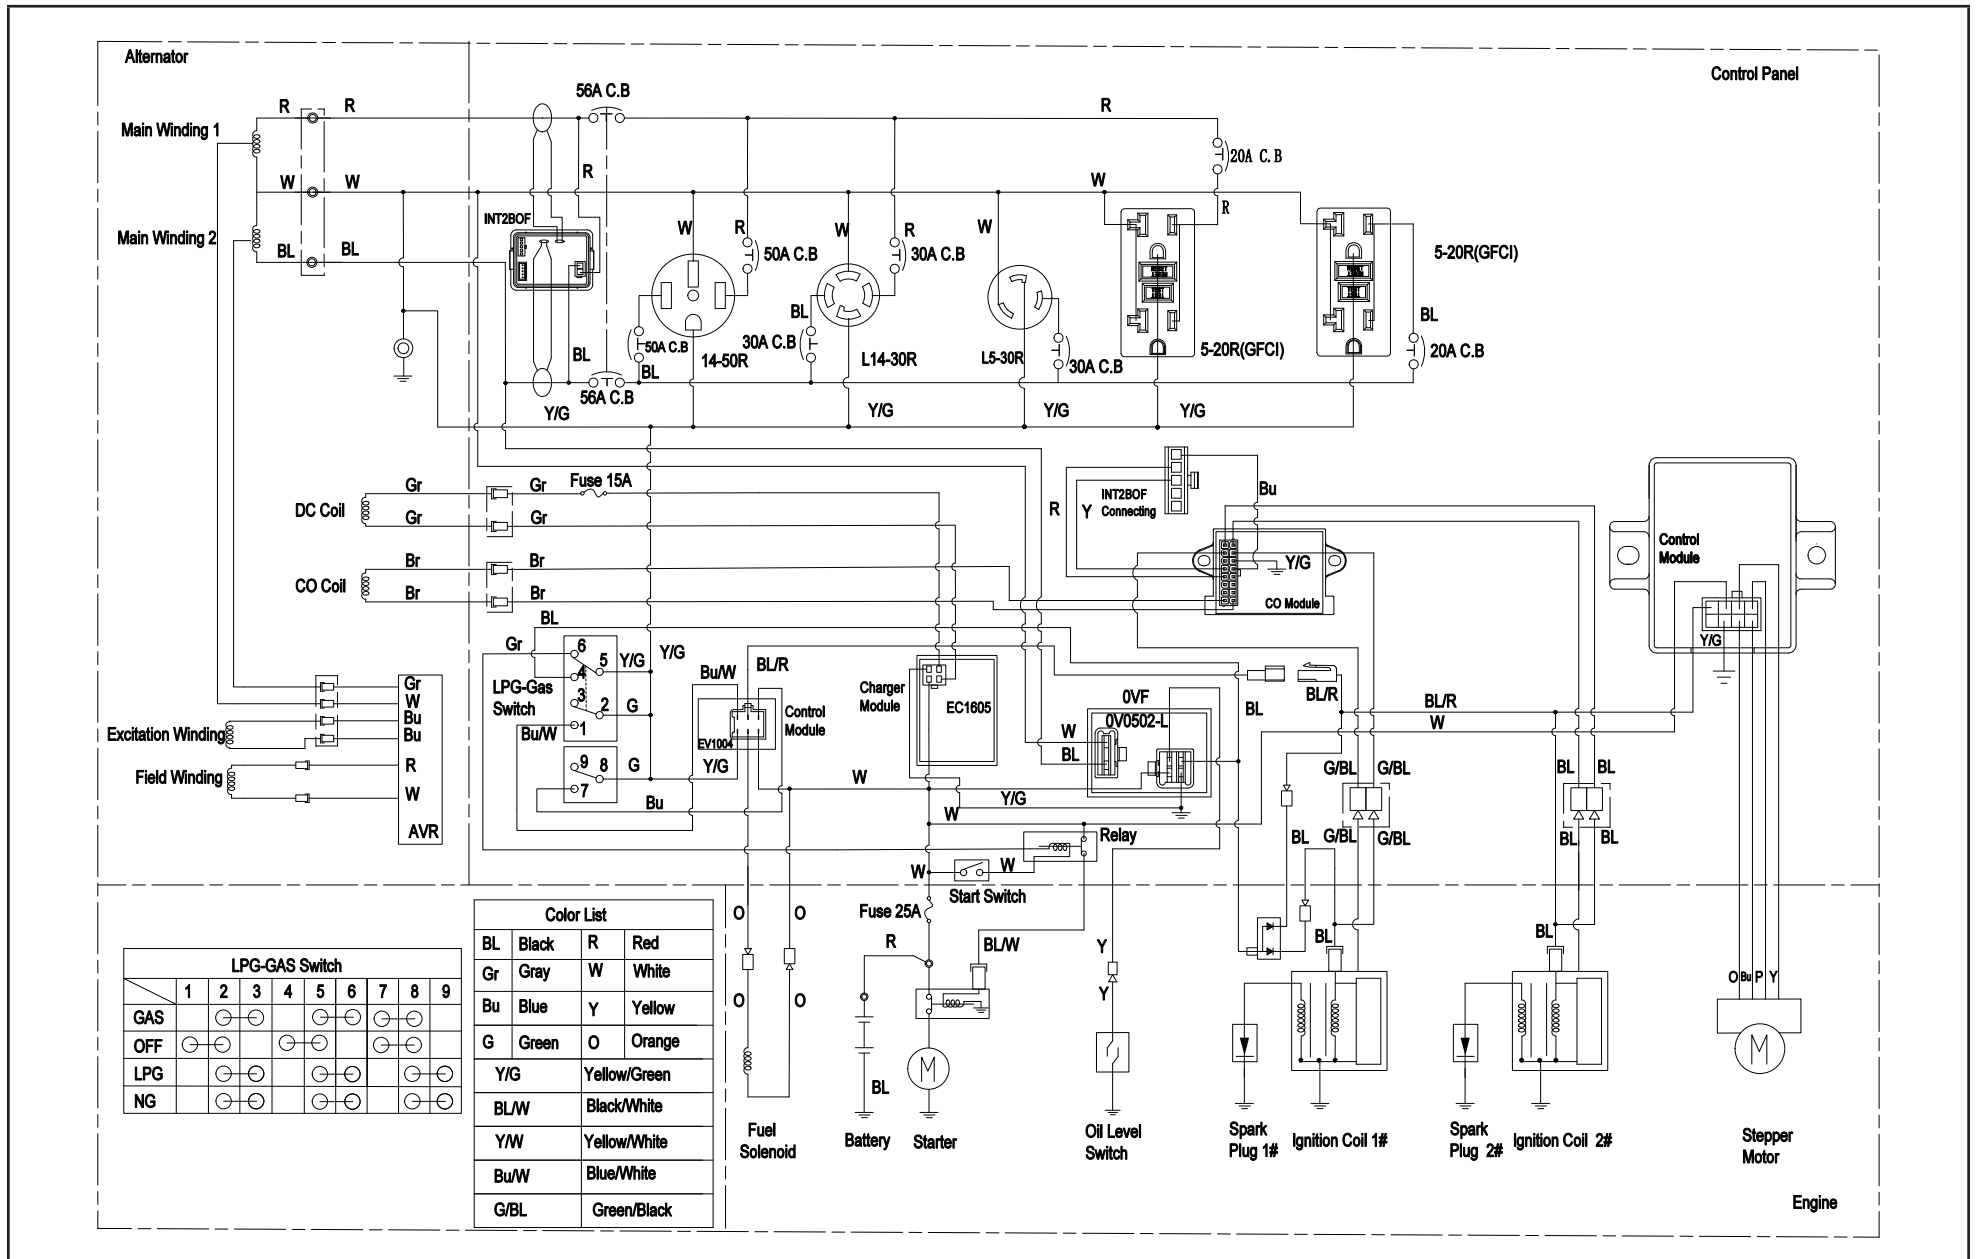 Alternator
Control Panel
56A C.B
R
R
R
Main Winding 1
20A C. B
R
W
W
W
R
INT2BOF
Main Winding 2
BL
BL
W
R
50A C.B
W
R
30A C.B
W
5-20R(GFCI)
RESET
TEST
RESET
TEST
BL
BL
50A C.B
14-50R
30A C.B
L14-30R
L5-30R
30A C.B
5-20R(GFCI)
20A C.B
BL
BL
56A C.B
Y/G
Y/G
Y/G
Y/G
Gr
Gr
Fuse 15A
DC Coil
Gr
Gr
R
Y
INT2BOF
Connecting
Bu
Control
Module
Br
Br
CO Coil
Br
Br
Y/G
CO Module
BL
Gr
6
5
4
3
2
1
Y/G
Y/G
LPG-Gas
Switch
G
Bu/W
9
8
7
G
Bu
Bu/W
BL/R
EV1004
Control
Module
Y/G
Charger
Module
EC1605
0VF
0V0502-L
W
BL
BL
BL/R
BL/R
W
Y/G
Gr
W
Bu
Bu
R
W
AVR
Excitation Winding
Field Winding
W
Y/G
W
Relay
W
W
Start Switch
BL
G/BL
G/BL
G/BL
G/BL
BL
BL
BL
BL
Fuse 25A
R
BL/W
O
O
O
O
Y
Y
BL
BL
O
Bu
P
Y
M
M
BL
Fuel
Solenoid
Battery
Starter
Oil Level
Switch
Spark
Plug 1#
Ignition Coil 1#
Spark
Plug 2#
Ignition Coil 2#
Stepper
Motor
Engine
LPG-GAS Switch
1 2 3 4 5 6 7 8 9
GAS
OFF
LPG
NG
Color List
BL Black R Red
Gr Gray W White
Bu Blue Y Yellow
G Green O Orange
Y/G Yellow/Green
BL/W Black/White
Y/W Yellow/White
Bu/W Blue/White
G/BL Green/Black